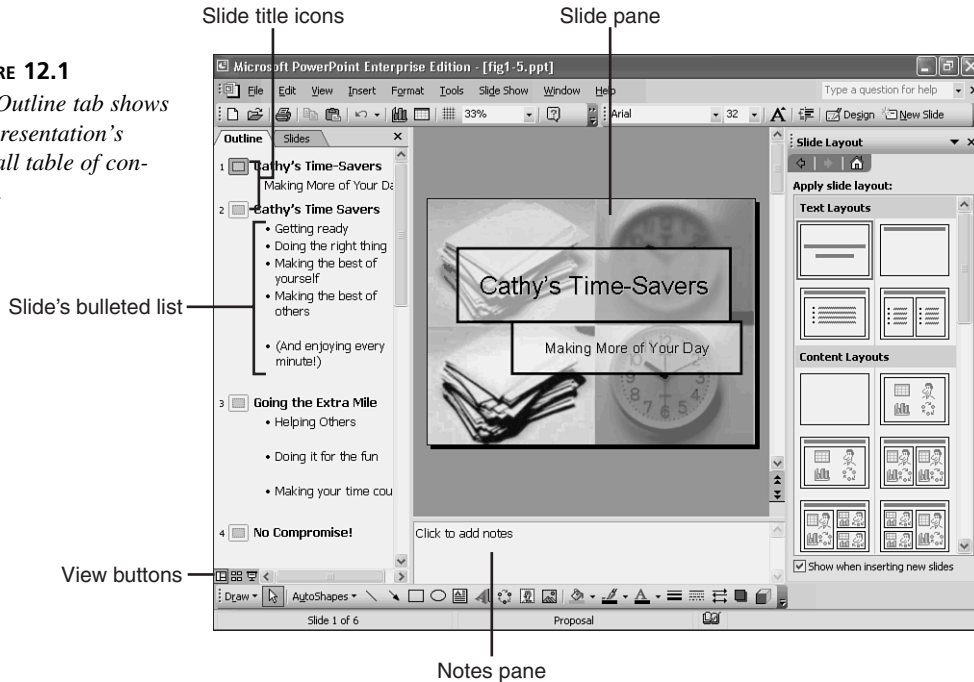 Slide title icons
Slide pane
RE 12.1
Outline tab shows
resentation's
all table of con-
Microsoft PowerPoint Enterprise Edition - [fig1-5.ppt]
File Edit View Insert Format Tools Slide Show Window Help
Type a question for help
33%
Arial
32
Design
New Slide
Outline
Slides
1 Cathy's Time-Savers
Making More of Your Da
2 Cathy's Time Savers
• Getting ready
• Doing the right thing
• Making the best of
yourself
• Making the best of
others
• (And enjoying every
minute!)
3 Going the Extra Mile
• Helping Others
• Doing it for the fun
• Making your time cou
4 No Compromise!
Slide's bulleted list
View buttons
Cathy's Time-Savers
Making More of Your Day
Click to add notes
Slide Layout
Apply slide layout:
Text Layouts
Content Layouts
Show when inserting new slides
Draw
AutoShapes
Slide 1 of 6
Proposal
Notes pane